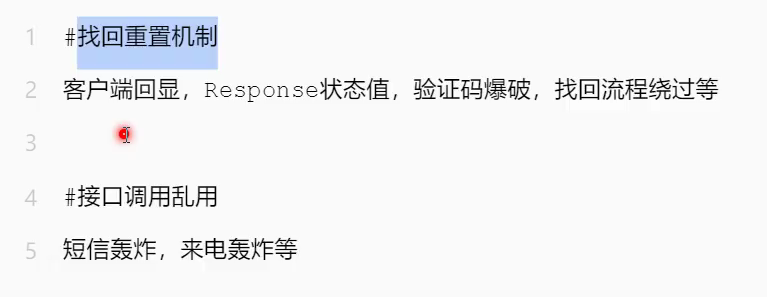 1 #找回重置机制
2 客户端回显，Response状态值，验证码爆破，找回流程绕过等
3
4 #接口调用乱用
5 短信轰炸，来电轰炸等